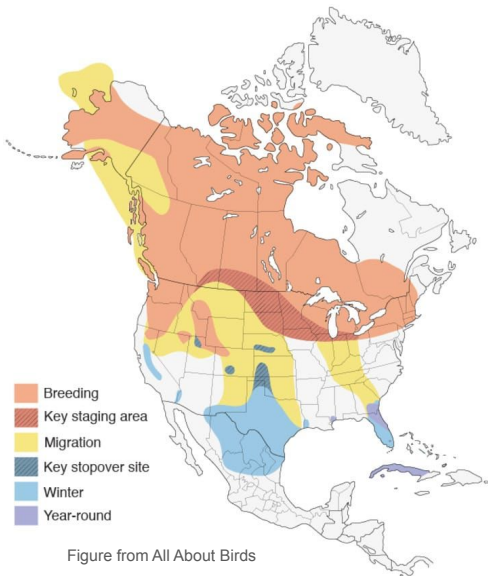 Breeding
Key staging area
Migration
Key stopover site
Winter
Year-round
Figure from All About Birds